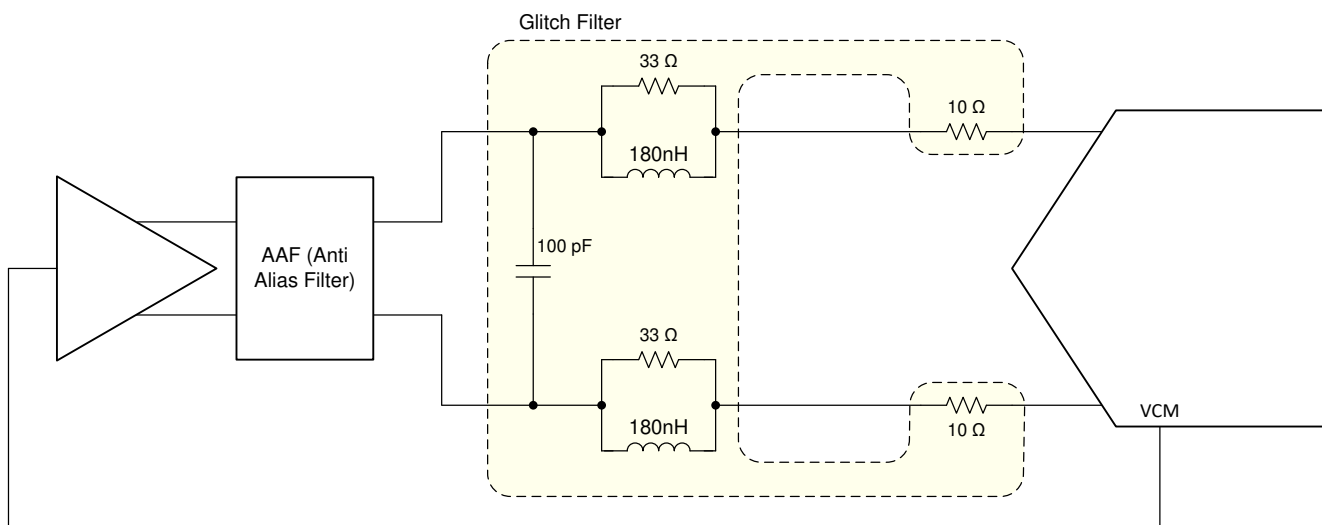 Glitch Filter
33 Ω
10 Ω
180nH
AAF (Anti
Alias Filter)
100 pF
33 Ω
180nH
10 Ω
VCM